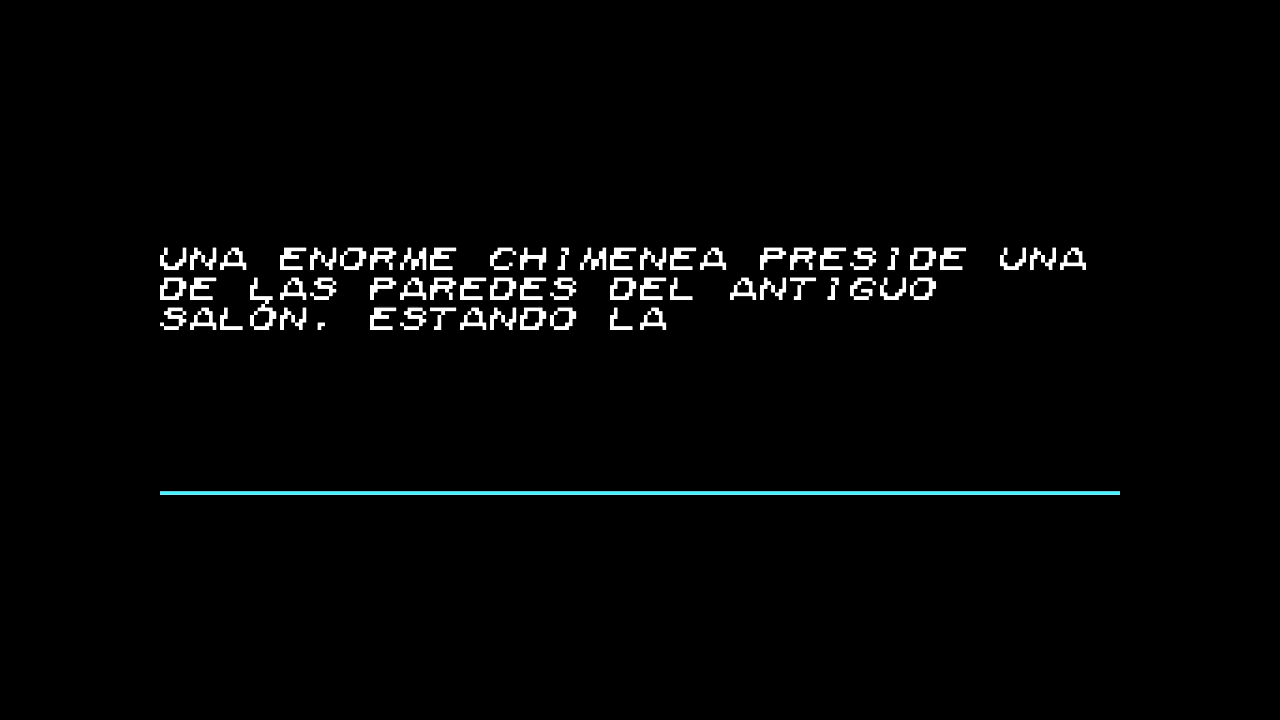 UNA ENORME CHIMENEA PRESIDE UNA
DE LAS PAREDES DEL ANTIGUO
SALÓN. ESTANDO LA